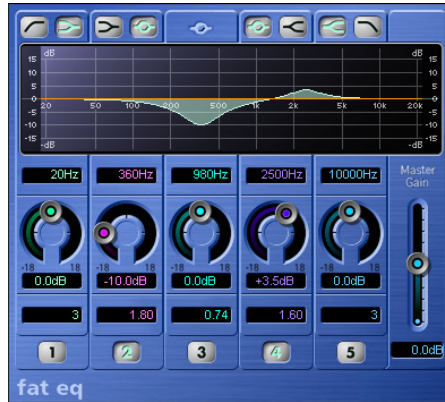 dB dB
15 15
10 10
5 5
0 0
20 50 100 200 500 1k 2k 5k 10k 20k
-5 -5
-10 -10
-15 -15
-dB -dB
20Hz 360Hz 980Hz 2500Hz 10000Hz
Master
Gain
-18 18 -18 18 -18 18 -18 18 -18 18
0.0dB -10.0dB 0.0dB +3.5dB 0.0dB
3 1.80 0.74 1.60 3
1 2 3 4 5
0.0dB
fat eq